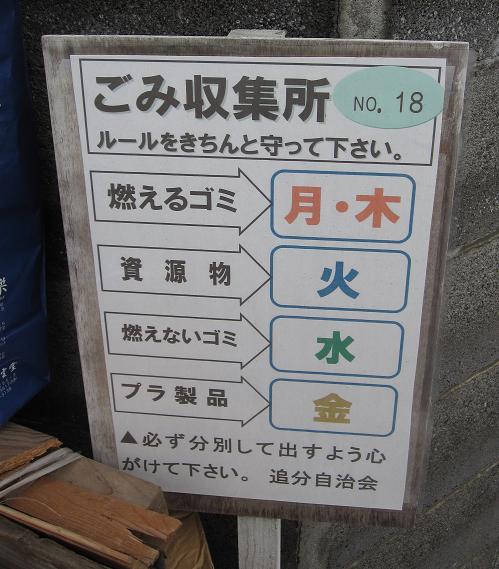 ごみ収集所
NO. 18
ルールをきちんと守って下さい。
燃えるゴミ 月・木
資源物 火
燃えないゴミ 水
プラ製品 金
▲必ず分別して出すよう心
がけて下さい。 追分自治会